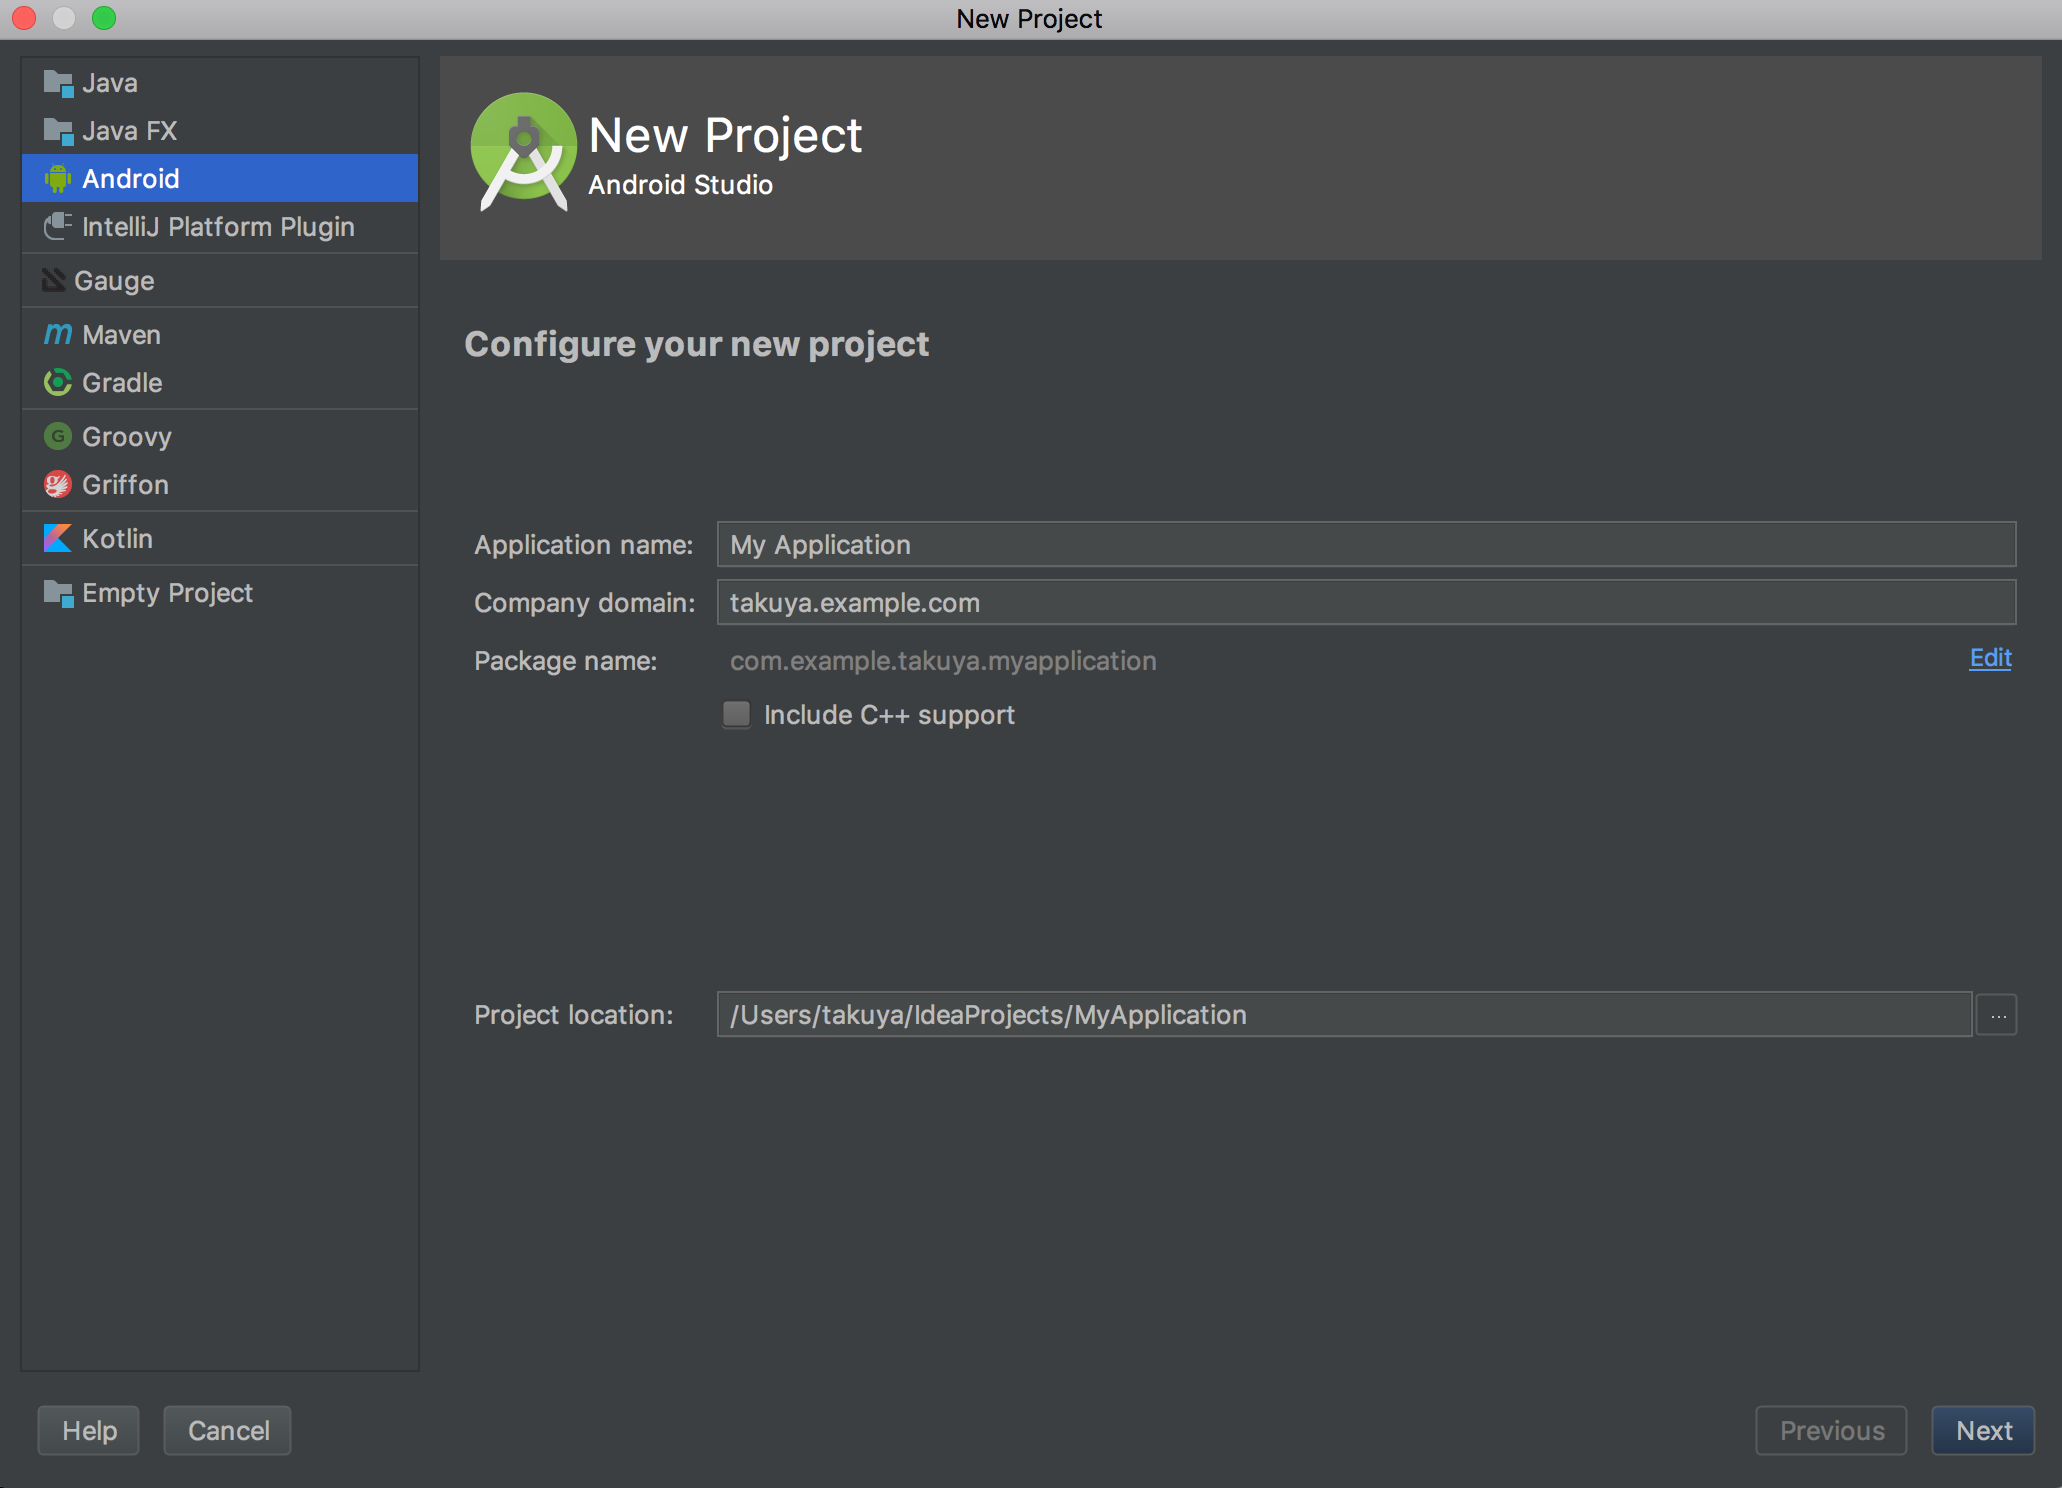 New Project
Java
Java FX
Android
IntelliJ Platform Plugin
Gauge
Maven
Gradle
Groovy
Griffon
Kotlin
Empty Project
New Project
Android Studio
Configure your new project
Application name: My Application
Company domain: takuya.example.com
Package name: com.example.takuya.myapplication Edit
Include C++ support
Project location: /Users/takuya/IdeaProjects/MyApplication ...
Help Cancel Previous Next